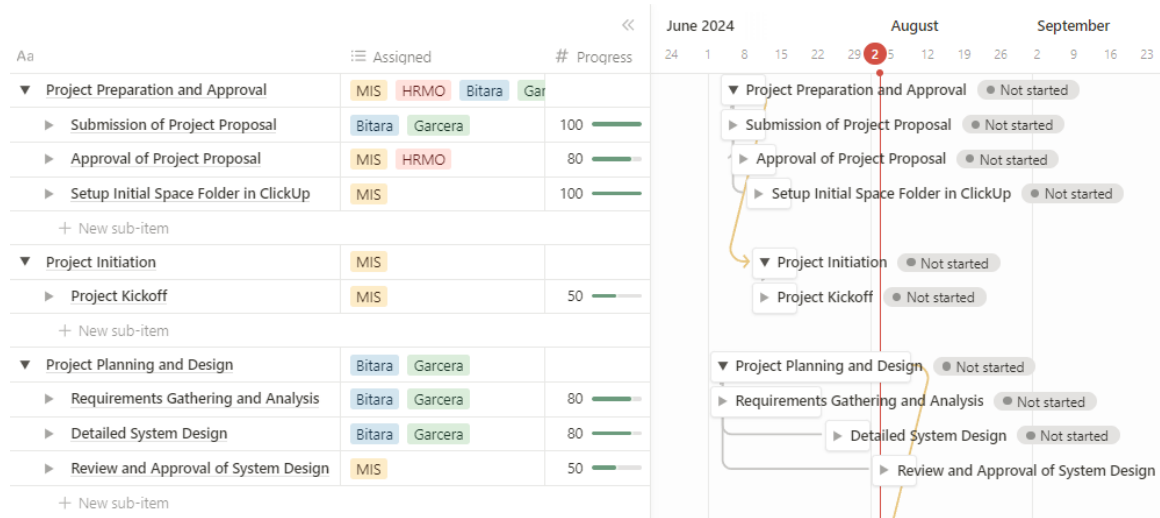 « June 2024 August September
Aa Assigned # Progress 24 1 8 15 22 29 2 5 12 19 26 2 9 16 23
Project Preparation and Approval MIS HRMO Bitara Gar Project Preparation and Approval Not started
Submission of Project Proposal Bitara Garcera 100 Submission of Project Proposal Not started
Approval of Project Proposal MIS HRMO 80 Approval of Project Proposal Not started
Setup Initial Space Folder in ClickUp MIS 100 Setup Initial Space Folder in ClickUp Not started
+ New sub-item
Project Initiation MIS Project Initiation Not started
Project Kickoff MIS 50 Project Kickoff Not started
+ New sub-item
Project Planning and Design Bitara Garcera Project Planning and Design Not started
Requirements Gathering and Analysis Bitara Garcera 80 Requirements Gathering and Analysis Not started
Detailed System Design Bitara Garcera 80 Detailed System Design Not started
Review and Approval of System Design MIS 50 Review and Approval of System Design
+ New sub-item